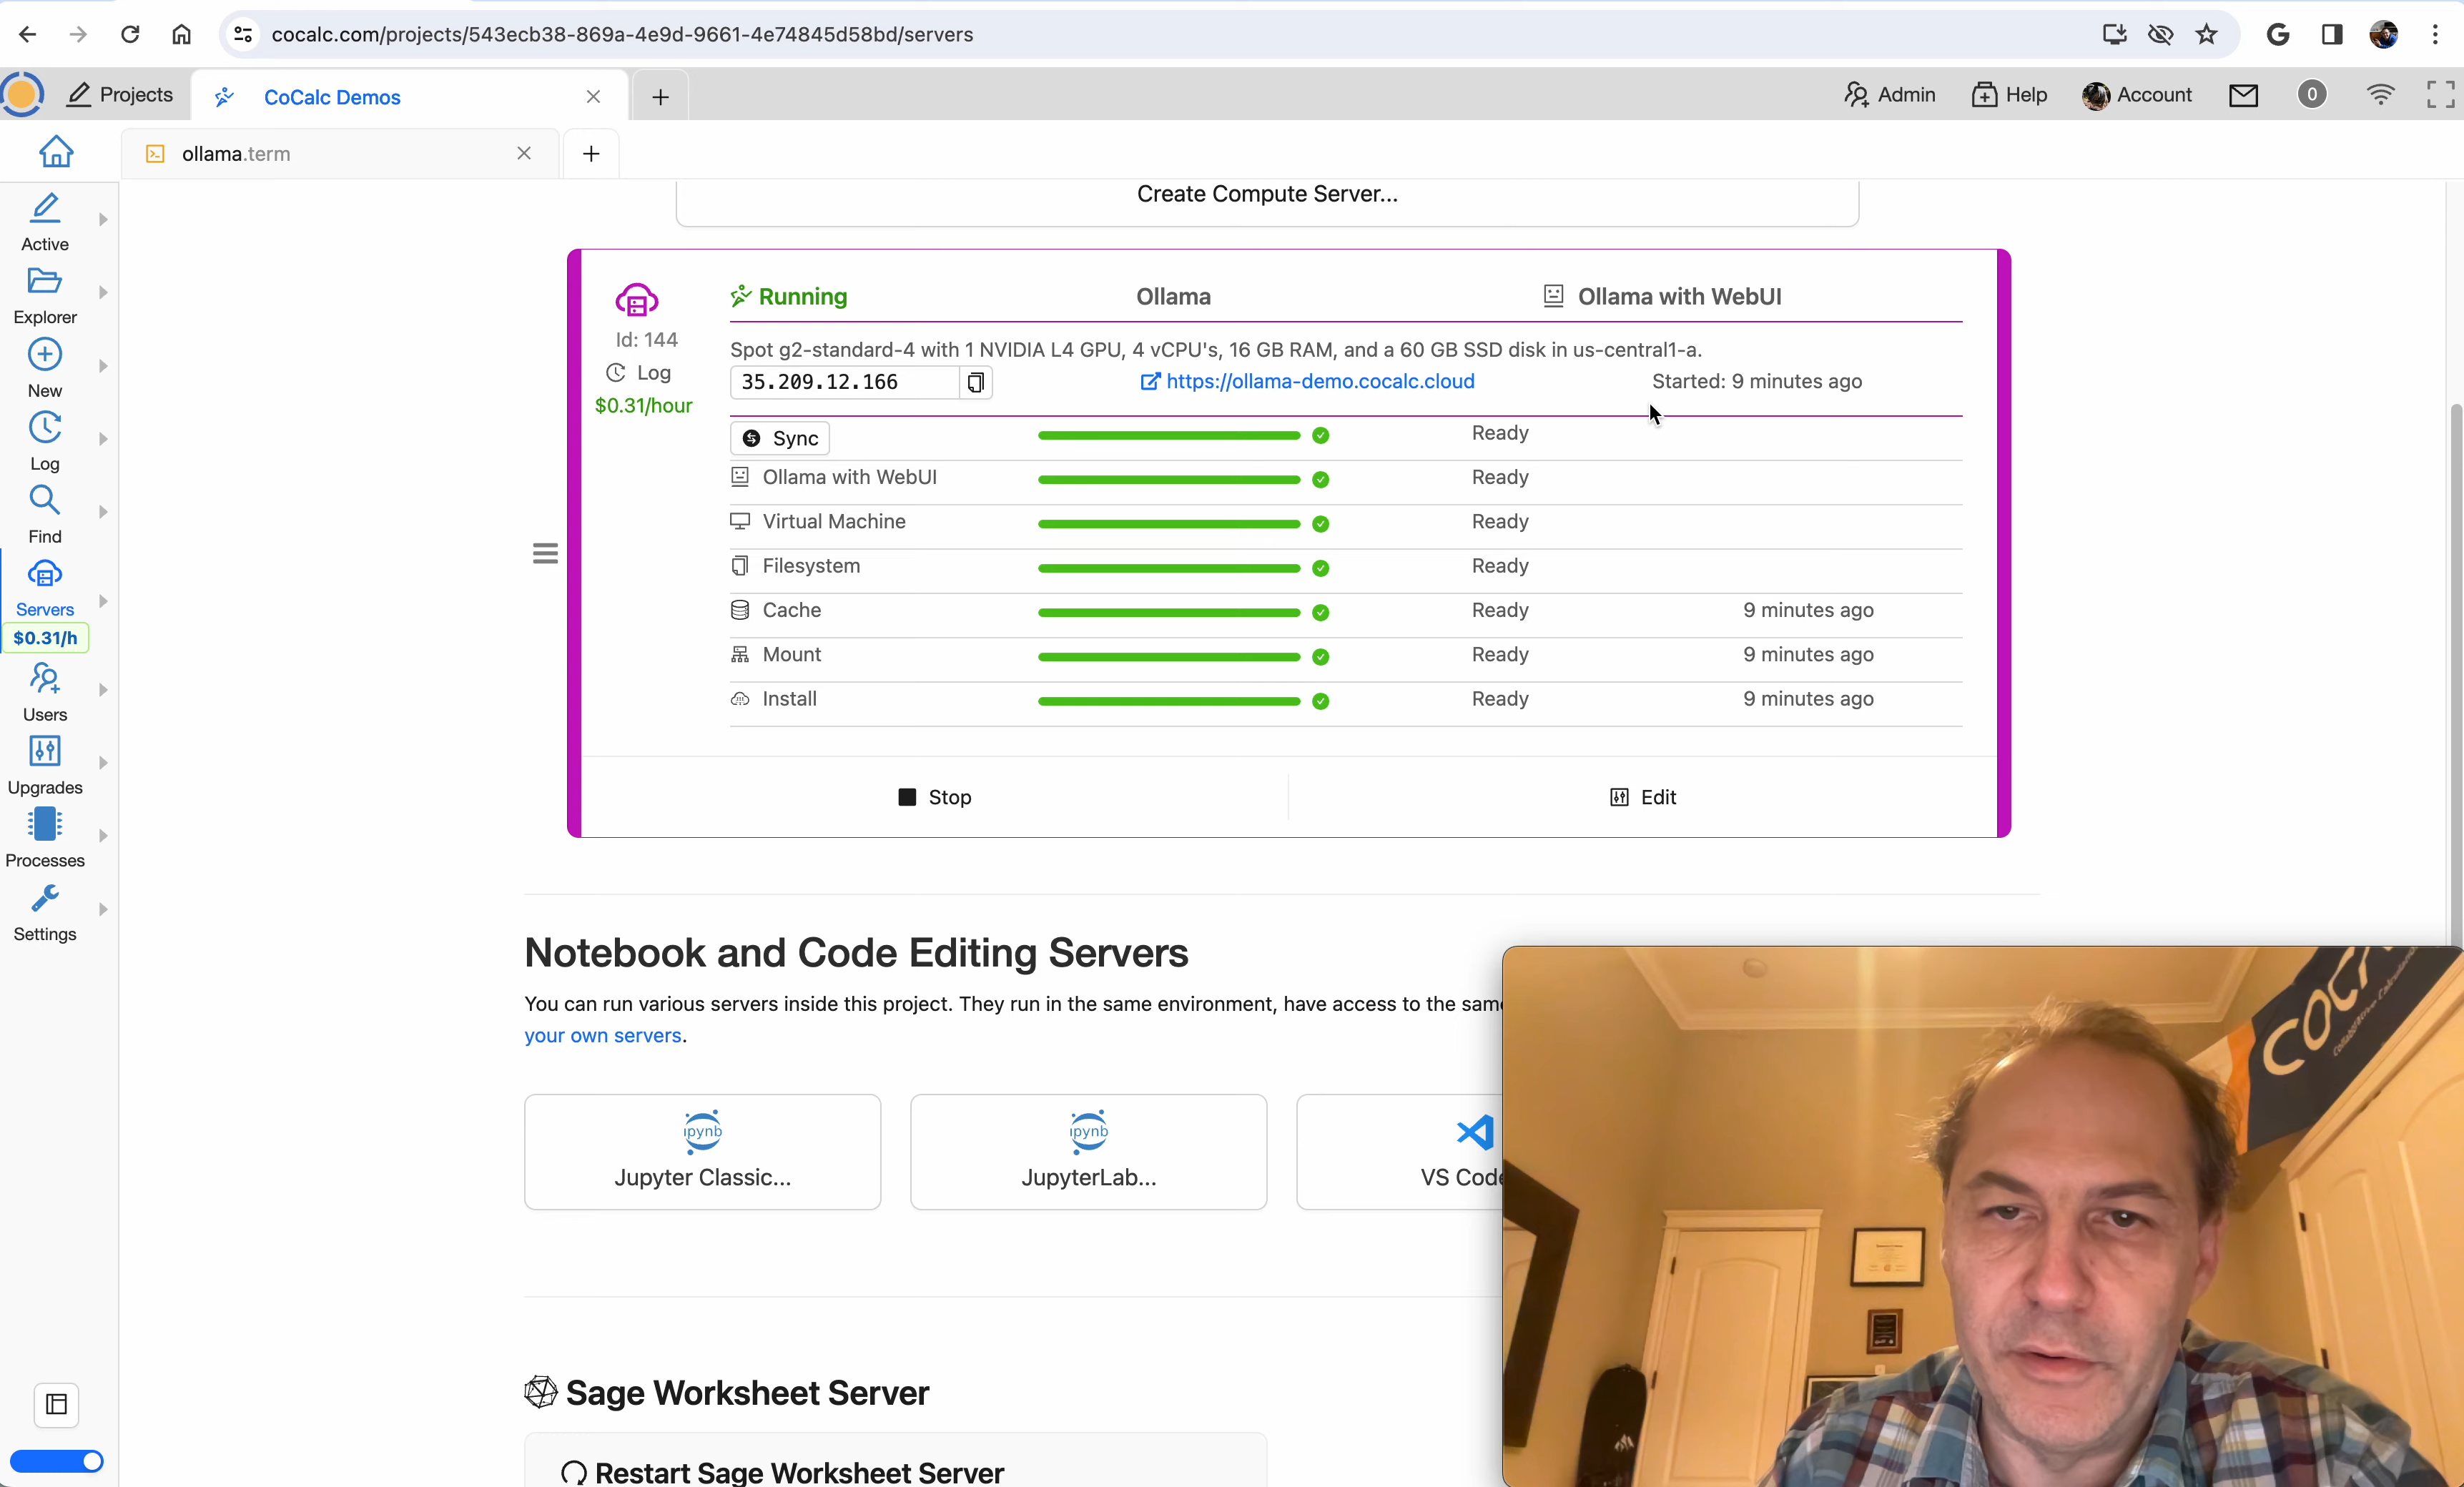 cocalc.com/projects/543ecb38-869a-4e9d-9661-4e74845d58bd/servers
Projects
CoCalc Demos
Admin
Help
Account
0
ollama.term
Create Compute Server...
Active
Explorer
New
Log
Find
Servers
$0.31/h
Users
Upgrades
Processes
Settings
Running
Ollama
Ollama with WebUI
Id: 144
Log
$0.31/hour
Spot g2-standard-4 with 1 NVIDIA L4 GPU, 4 vCPU's, 16 GB RAM, and a 60 GB SSD disk in us-central1-a.
35.209.12.166
https://ollama-demo.cocalc.cloud
Started: 9 minutes ago
Sync
Ready
Ollama with WebUI
Ready
Virtual Machine
Ready
Filesystem
Ready
Cache
Ready
9 minutes ago
Mount
Ready
9 minutes ago
Install
Ready
9 minutes ago
Stop
Edit
Notebook and Code Editing Servers
You can run various servers inside this project. They run in the same environment, have access to the same
your own servers.
ipynb
Jupyter Classic...
ipynb
JupyterLab...
VS Code
Sage Worksheet Server
Restart Sage Worksheet Server
COCA